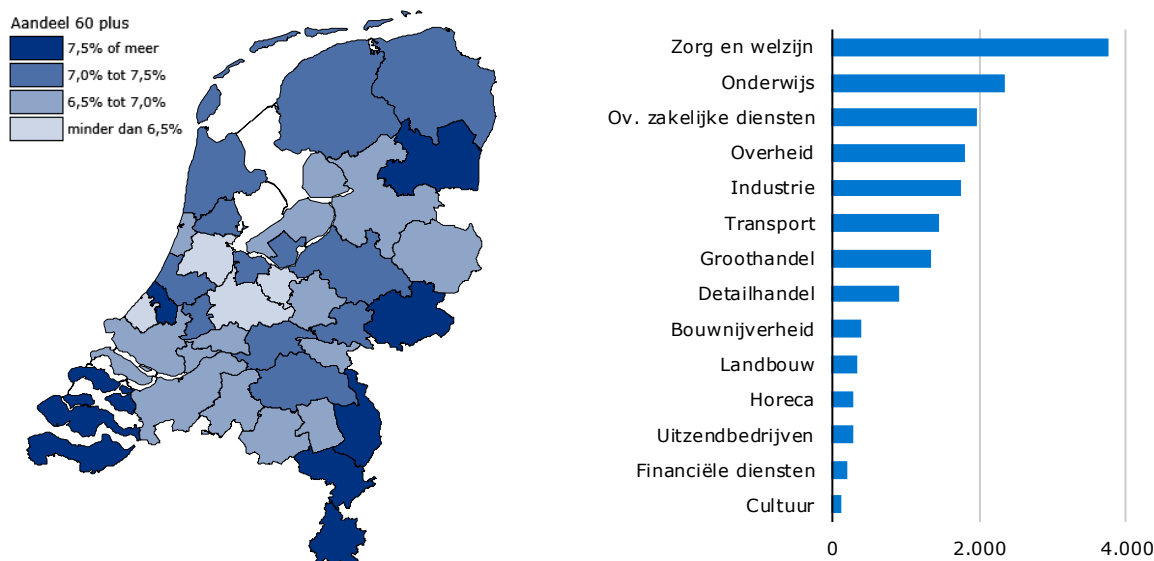 Aandeel 60 plus
7,5% of meer
7,0% tot 7,5%
6,5% tot 7,0%
minder dan 6,5%
Zorg en welzijn
Onderwijs
Ov. zakelijke diensten
Overheid
Industrie
Transport
Groothandel
Detailhandel
Bouwnijverheid
Landbouw
Horeca
Uitzendbedrijven
Financiële diensten
Cultuur
0 2.000 4.000